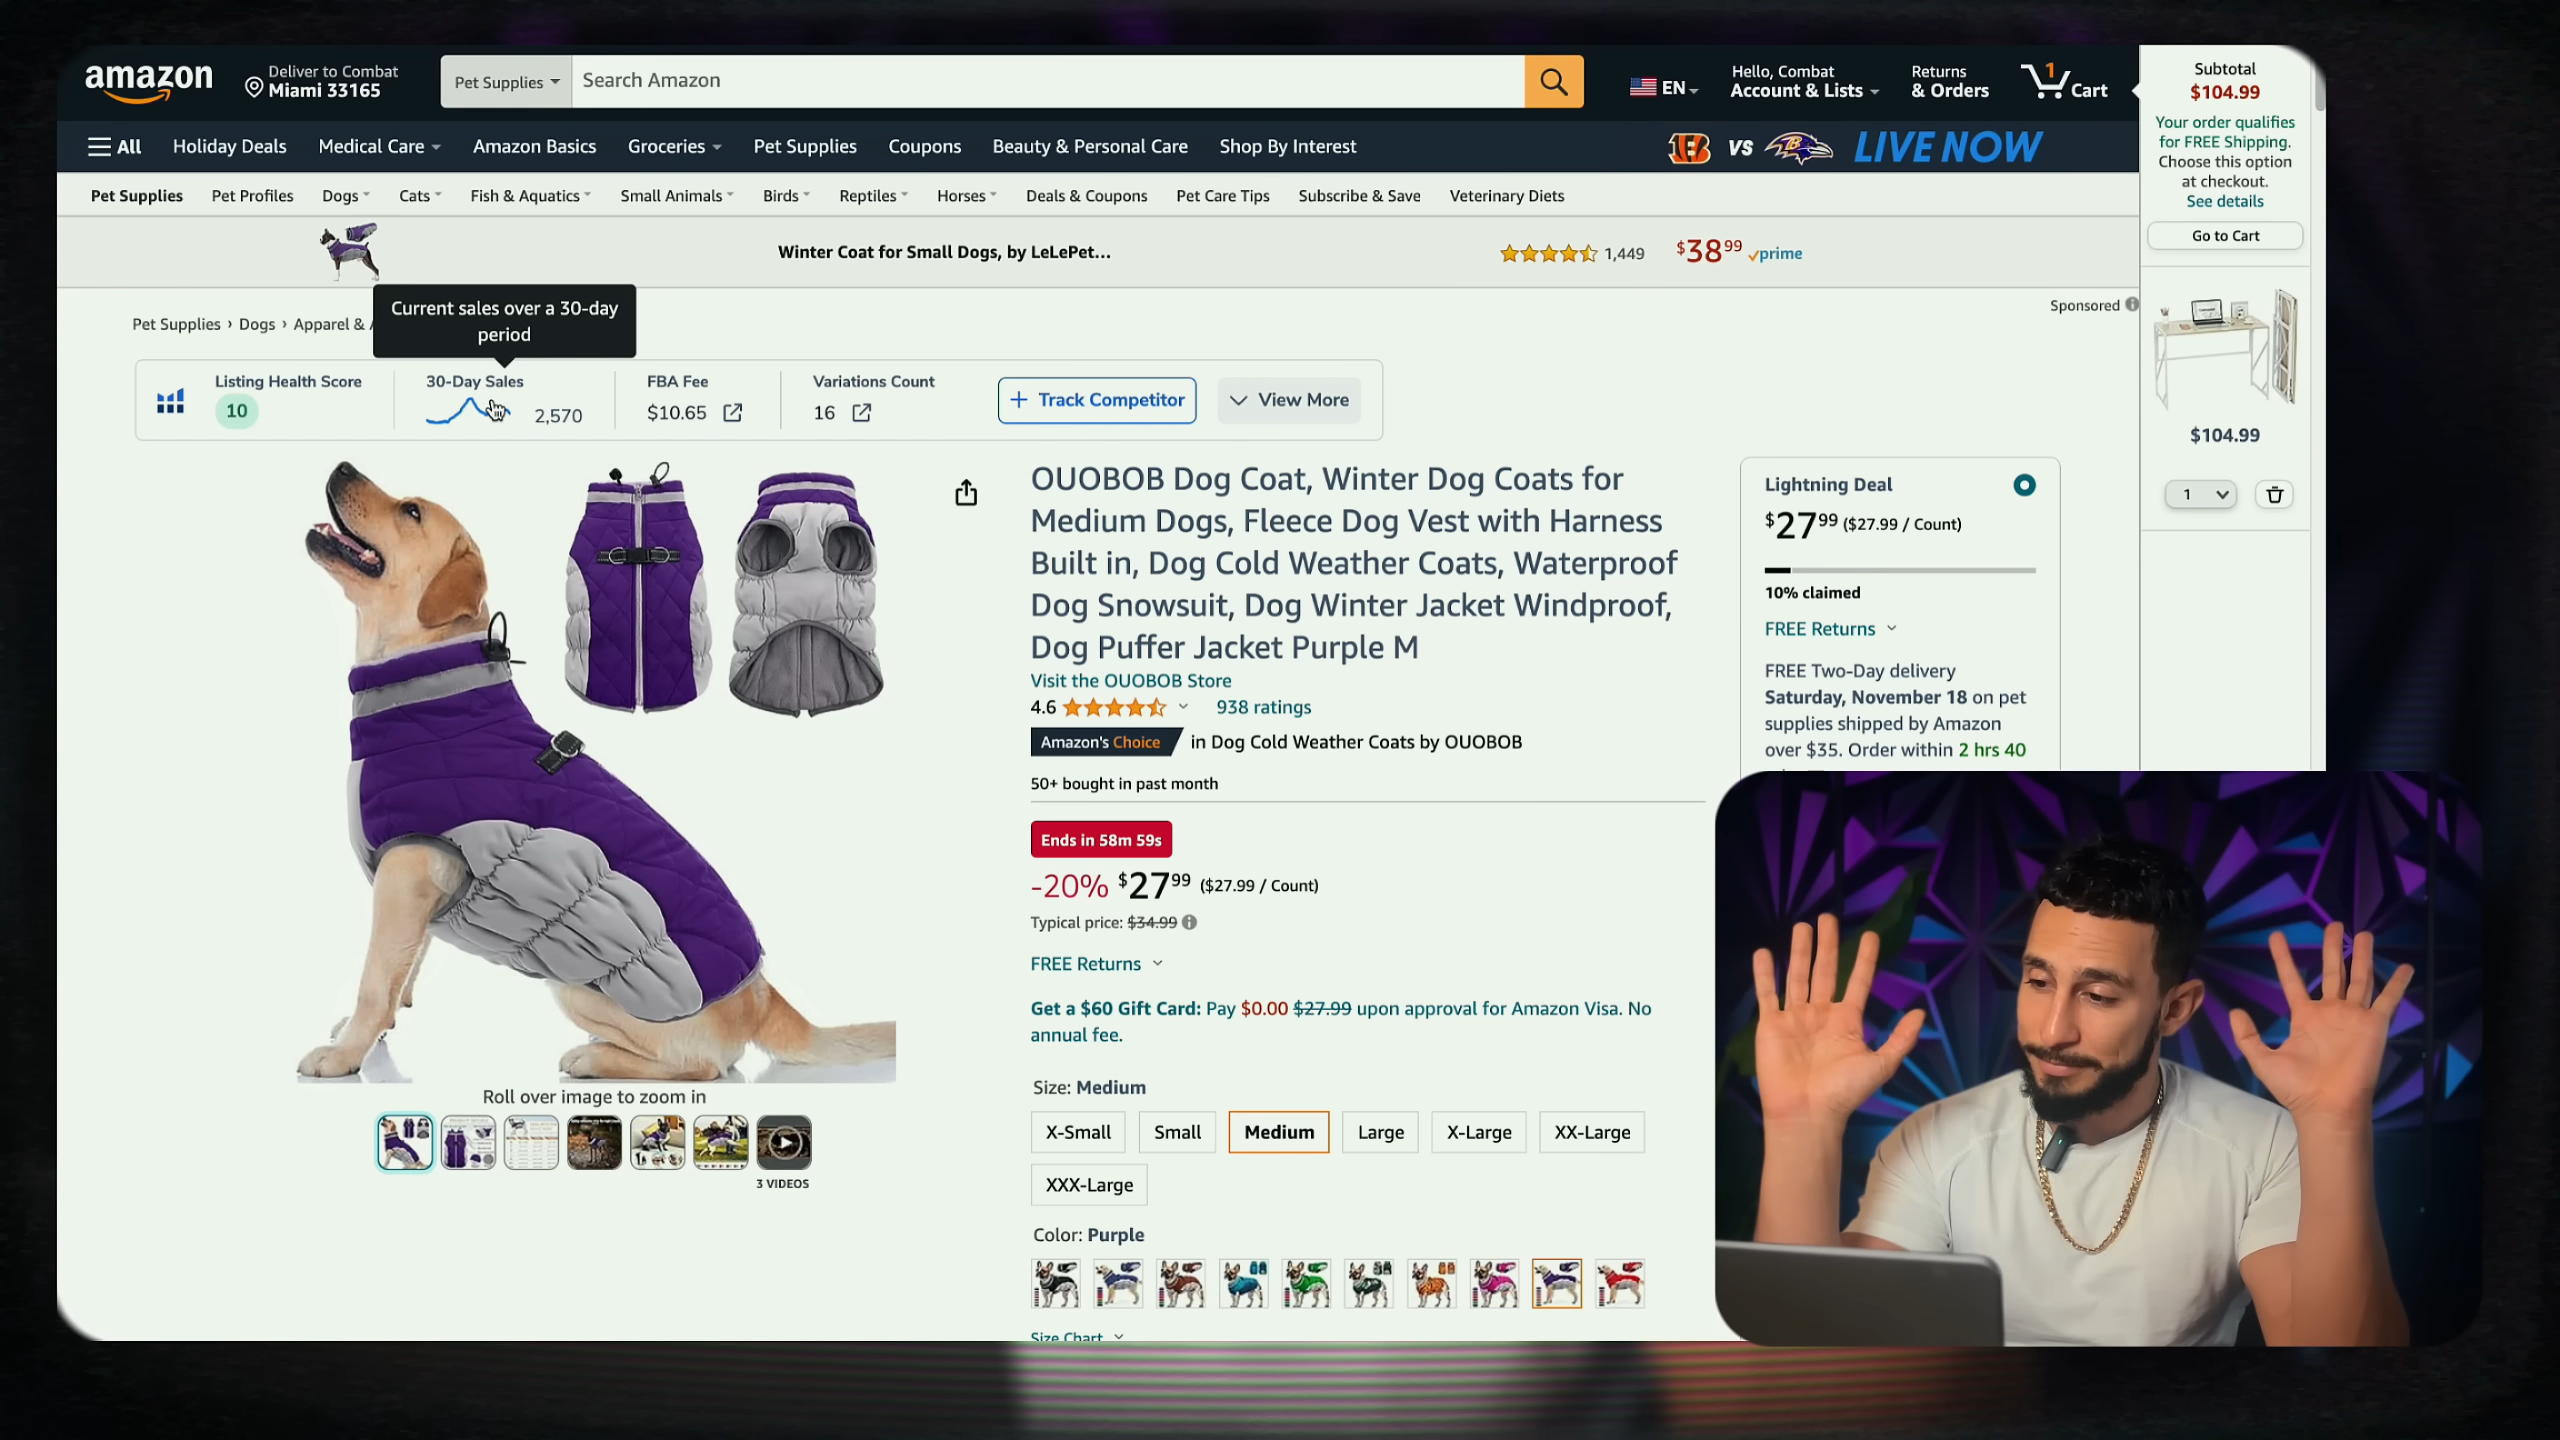 amazon
Deliver to Combat
Miami 33165
Pet Supplies
Search Amazon
EN
Hello, Combat
Account & Lists
Returns
& Orders
1
Cart
Subtotal
$104.99
Your order qualifies
for FREE Shipping.
Choose this option
at checkout.
See details
Go to Cart
$104.99
1
All
Holiday Deals
Medical Care
Amazon Basics
Groceries
Pet Supplies
Coupons
Beauty & Personal Care
Shop By Interest
VS
LIVE NOW
Pet Supplies
Pet Profiles
Dogs
Cats
Fish & Aquatics
Small Animals
Birds
Reptiles
Horses
Deals & Coupons
Pet Care Tips
Subscribe & Save
Veterinary Diets
Winter Coat for Small Dogs, by LeLePet...
1,449
$38.99
prime
Sponsored
Pet Supplies › Dogs › Apparel &
Current sales over a 30-day
period
Listing Health Score
10
30-Day Sales
2,570
FBA Fee
$10.65
Variations Count
16
+ Track Competitor
View More
OUOBOB Dog Coat, Winter Dog Coats for
Medium Dogs, Fleece Dog Vest with Harness
Built in, Dog Cold Weather Coats, Waterproof
Dog Snowsuit, Dog Winter Jacket Windproof,
Dog Puffer Jacket Purple M
Visit the OUOBOB Store
4.6
938 ratings
Amazon's Choice
in Dog Cold Weather Coats by OUOBOB
50+ bought in past month
Ends in 58m 59s
-20% $27.99 ($27.99 / Count)
Typical price: $34.99
FREE Returns
Get a $60 Gift Card: Pay $0.00 $27.99 upon approval for Amazon Visa. No
annual fee.
Size: Medium
X-Small
Small
Medium
Large
X-Large
XX-Large
XXX-Large
Color: Purple
Size Chart
Lightning Deal
$27.99 ($27.99 / Count)
10% claimed
FREE Returns
FREE Two-Day delivery
Saturday, November 18 on pet
supplies shipped by Amazon
over $35. Order within 2 hrs 40
Roll over image to zoom in
3 VIDEOS